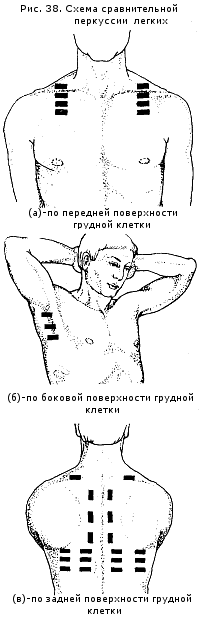 Рис. 38. Схема сравнительной
перкуссии легких
(а)-по передней поверхности
грудной клетки
(б)-по боковой поверхности грудной
клетки
(в)-по задней поверхности грудной
клетки